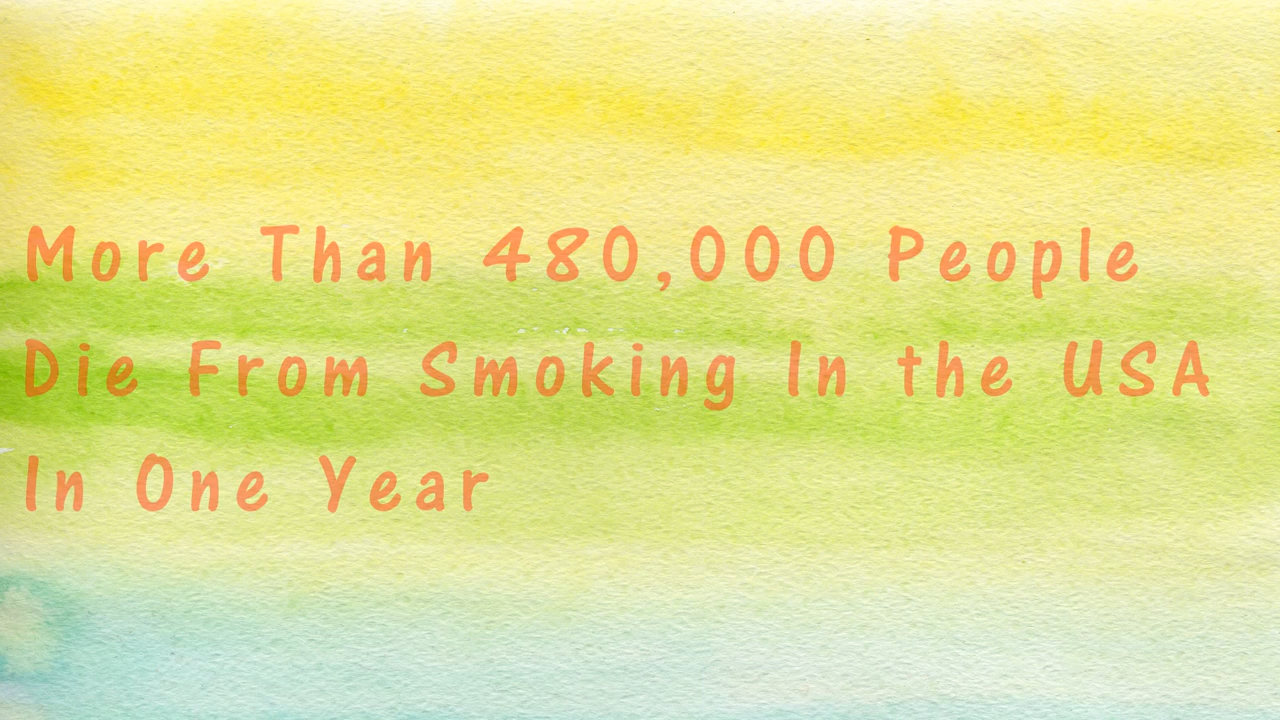 More Than 480,000 People
Die From Smoking In the USA
In One Year